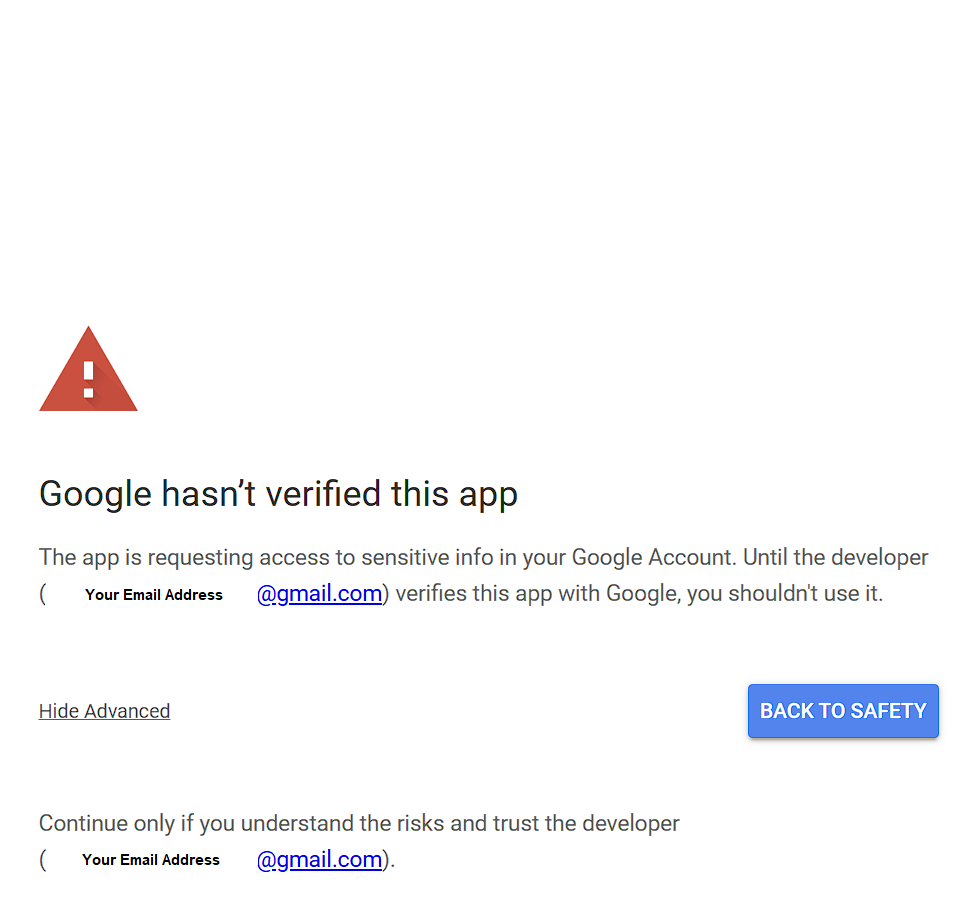 Google hasn’t verified this app
The app is requesting access to sensitive info in your Google Account. Until the developer
( Your Email Address @gmail.com) verifies this app with Google, you shouldn't use it.
Hide Advanced
BACK TO SAFETY
Continue only if you understand the risks and trust the developer
( Your Email Address @gmail.com).